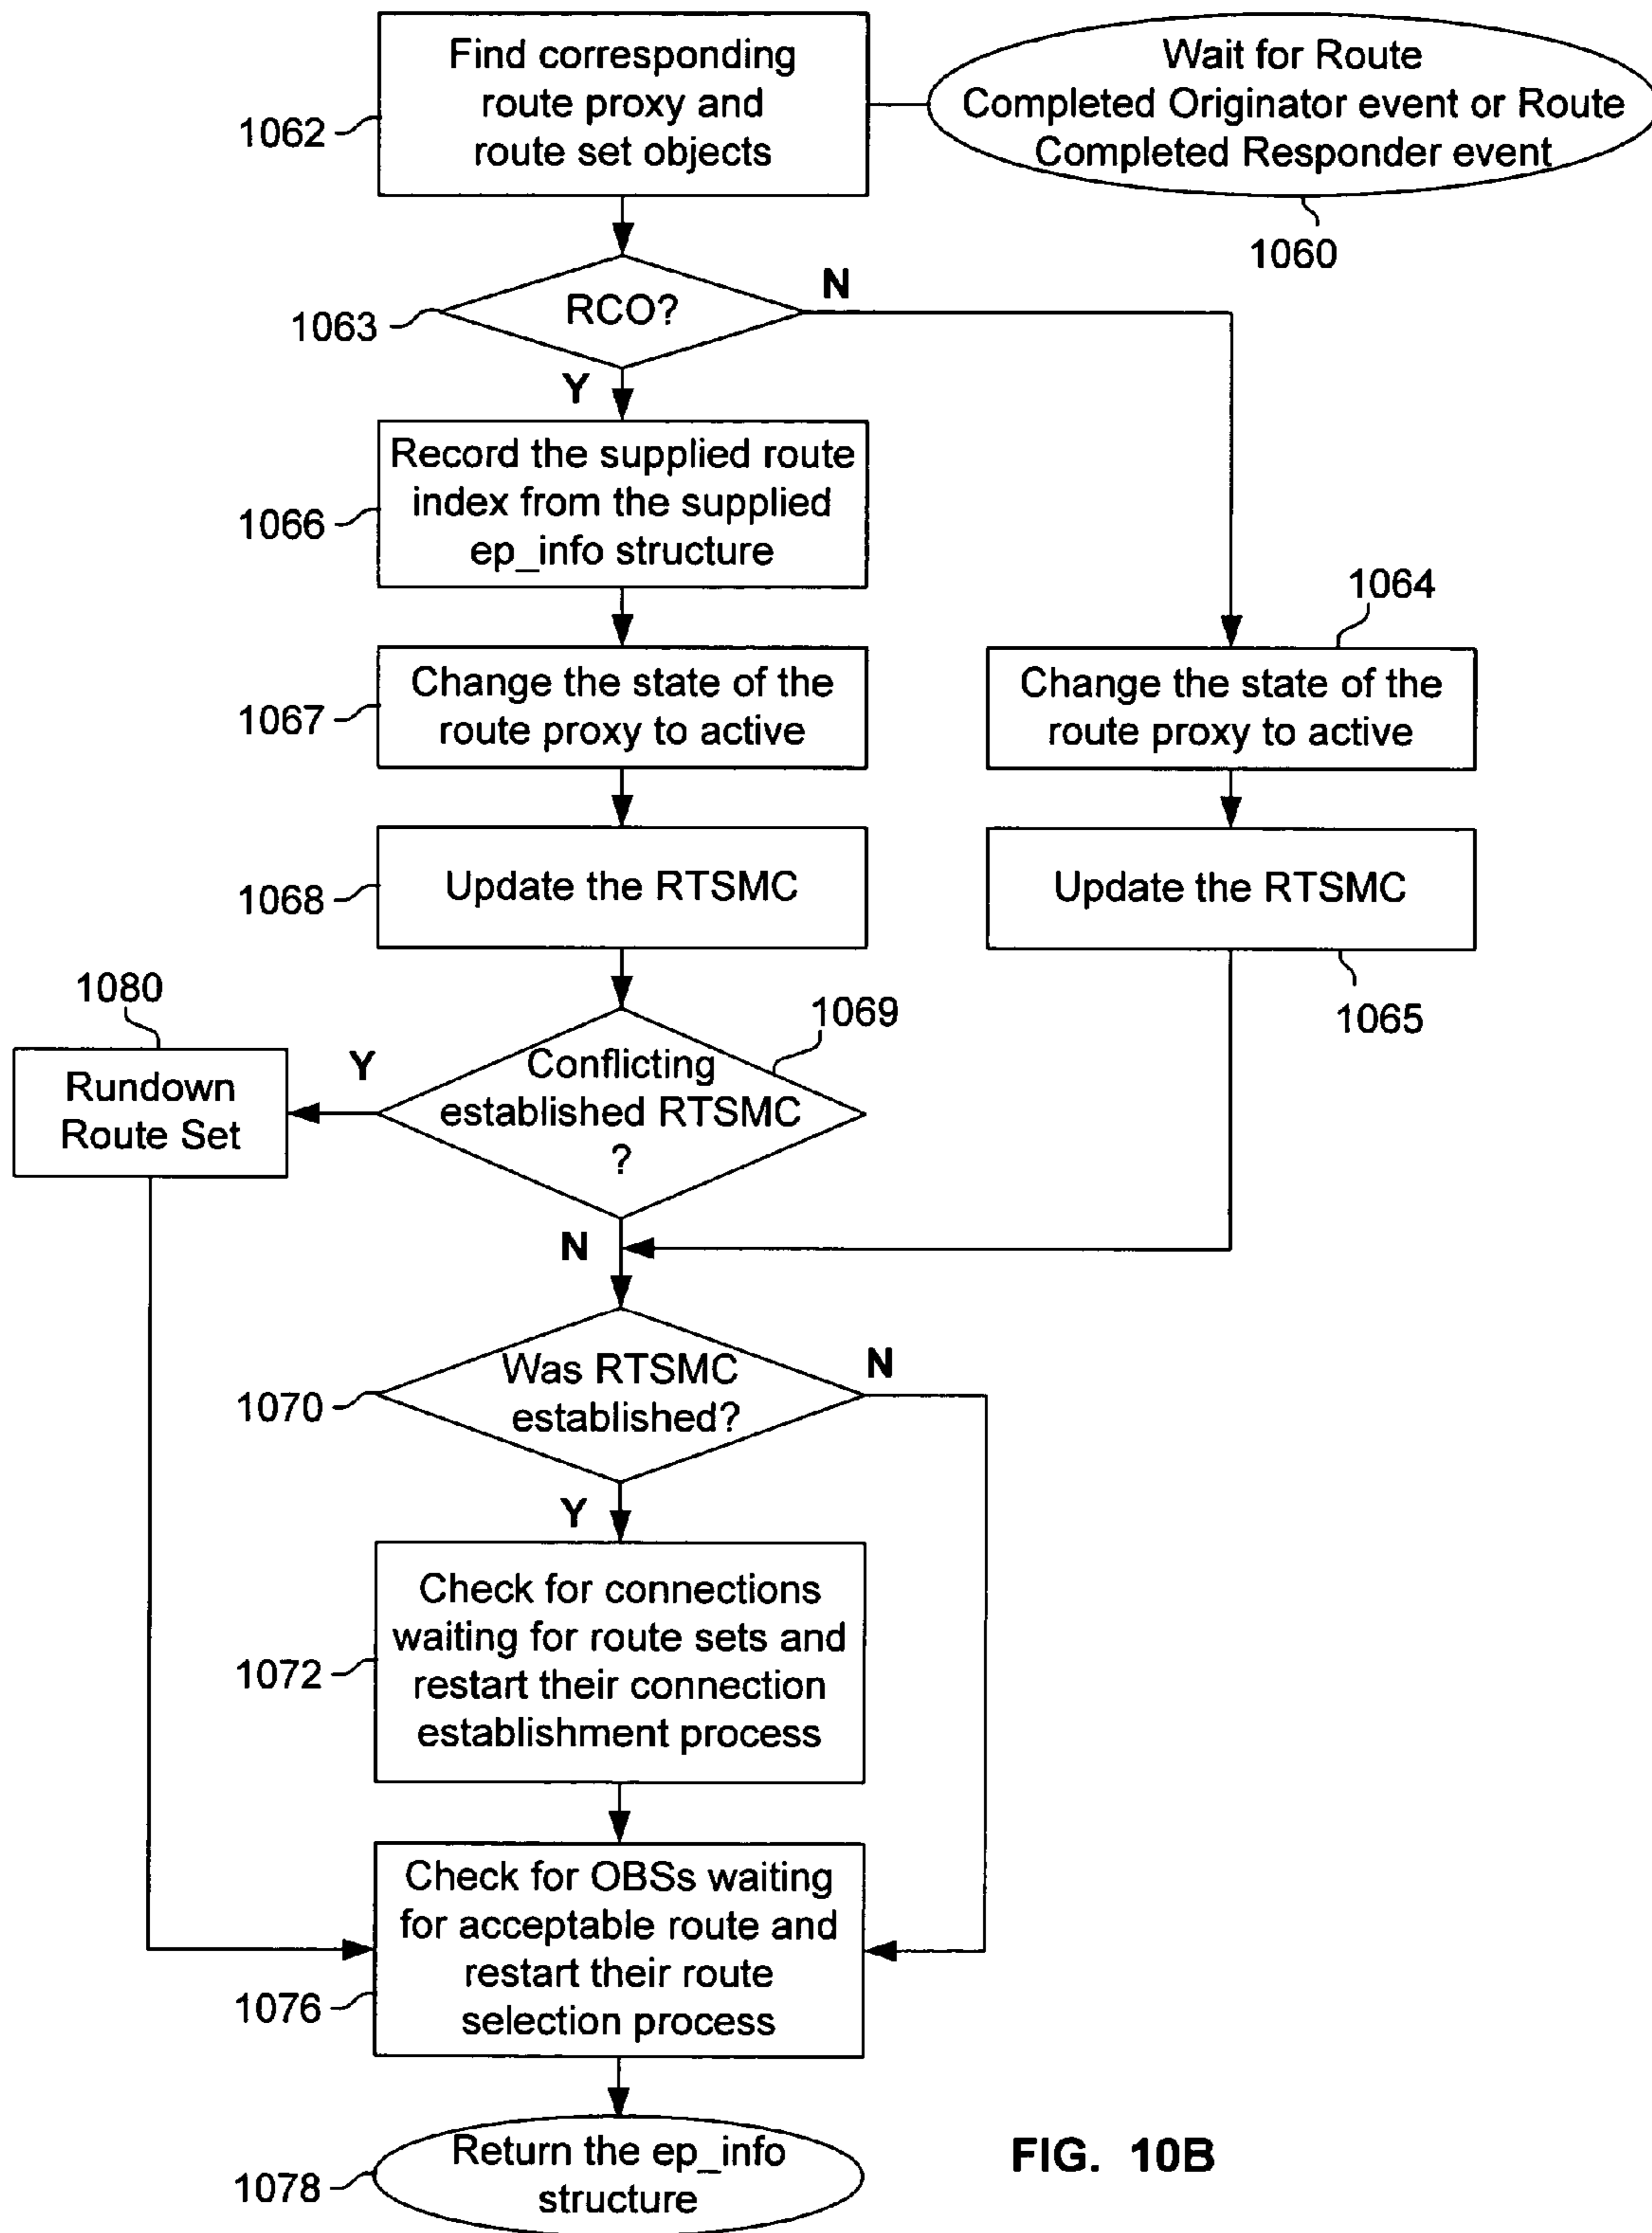 Find corresponding
route proxy and
route set objects
1062
Wait for Route
Completed Originator event or Route
Completed Responder event
1060
RCO?
1063
N
Y
Record the supplied route
index from the supplied
ep_info structure
1066
1064
Change the state of the
route proxy to active
1067
Change the state of the
route proxy to active
Update the RTSMC
1068
Update the RTSMC
1065
1080
Rundown
Route Set
Y
1069
Conflicting
established RTSMC
?
N
Was RTSMC
established?
1070
N
Y
Check for connections
waiting for route sets and
restart their connection
establishment process
1072
Check for OBSs waiting
for acceptable route and
restart their route
selection process
1076
Return the ep_info
structure
1078
FIG. 10B